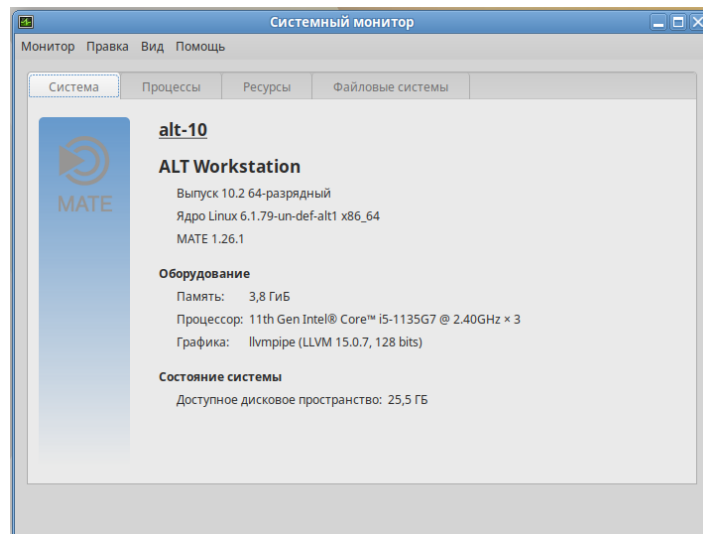 Системный монитор
Монитор Правка Вид Помощь
Система Процессы Ресурсы Файловые системы
MATE
alt-10
ALT Workstation
Выпуск 10.2 64-разрядный
Ядро Linux 6.1.79-un-def-alt1 x86_64
MATE 1.26.1
Оборудование
Память: 3,8 ГиБ
Процессор: 11th Gen Intel® Core™ i5-1135G7 @ 2.40GHz × 3
Графика: llvmpipe (LLVM 15.0.7, 128 bits)
Состояние системы
Доступное дисковое пространство: 25,5 ГБ